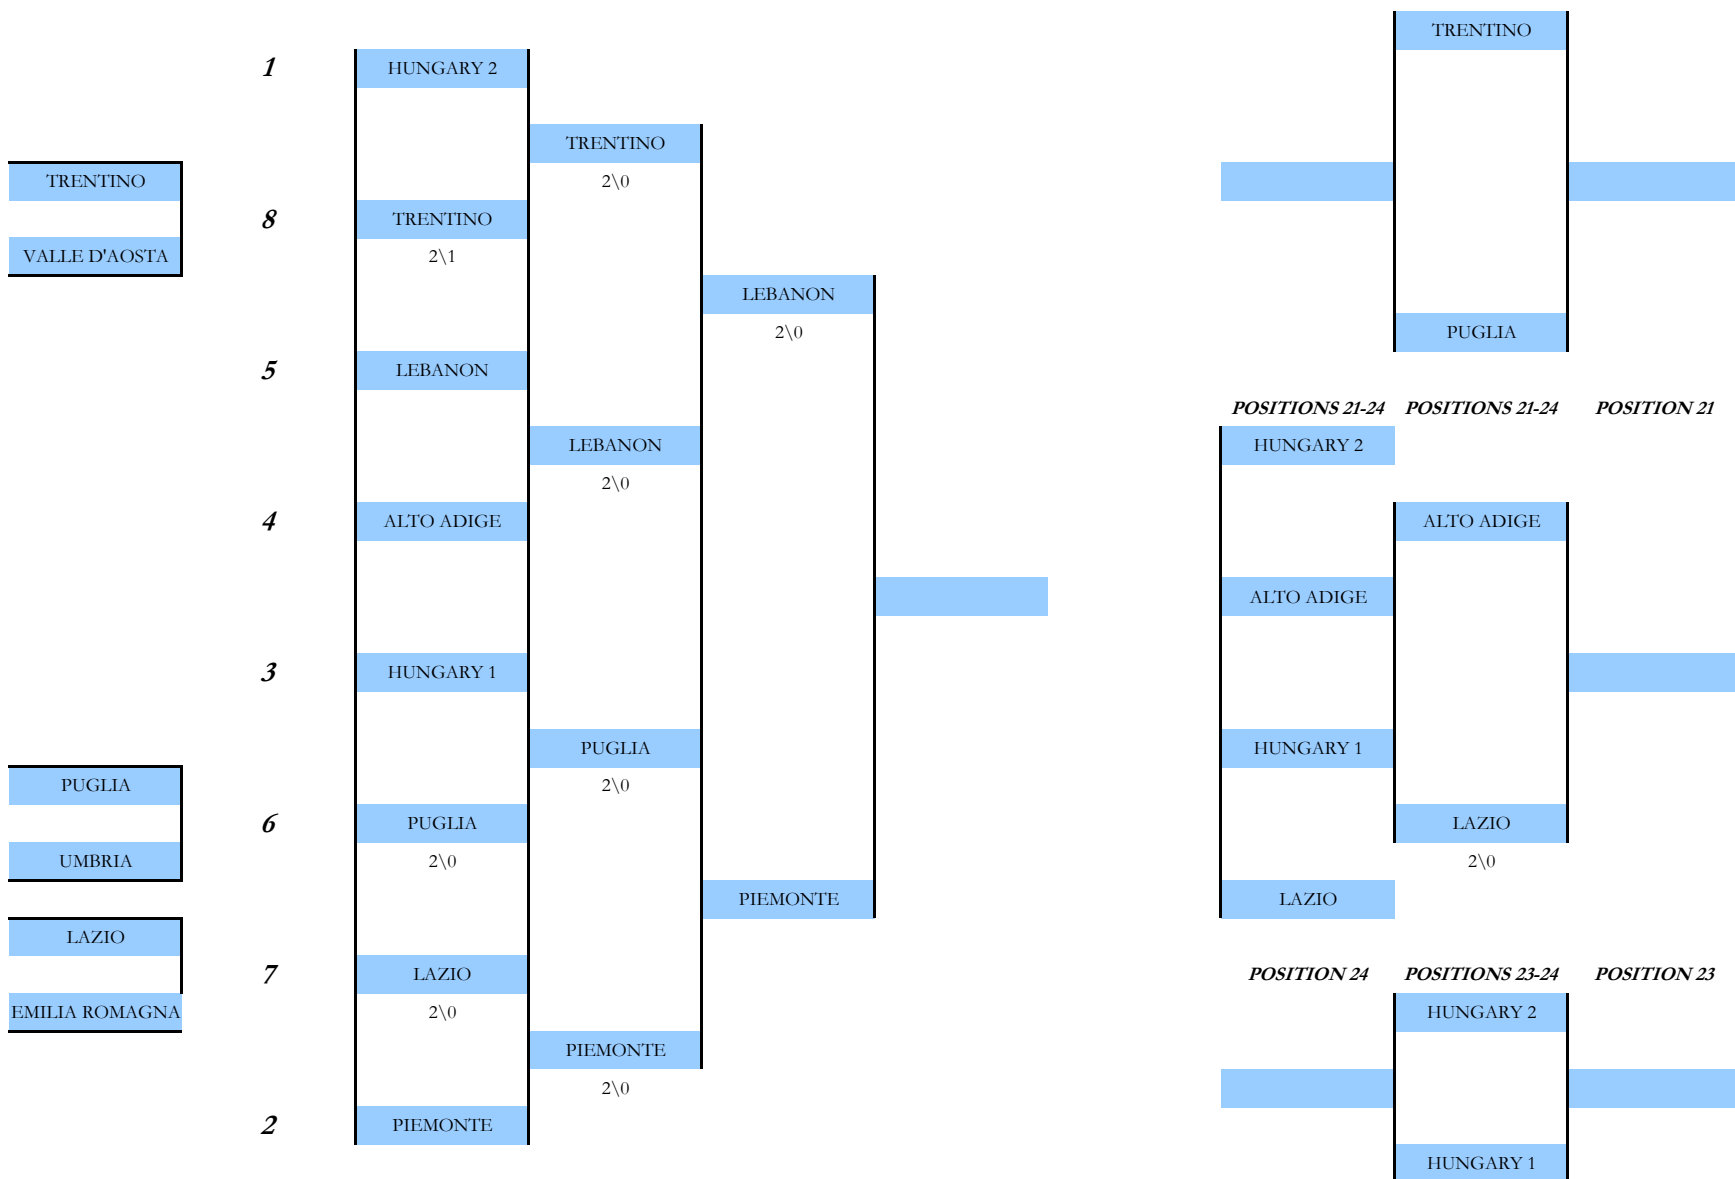 TRENTINO
1
HUNGARY 2
TRENTINO
TRENTINO
2\0
8
TRENTINO
VALLE D'AOSTA
2\1
LEBANON
2\0
PUGLIA
5
LEBANON
POSITIONS 21-24 POSITIONS 21-24 POSITION 21
LEBANON
HUNGARY 2
2\0
4
ALTO ADIGE
ALTO ADIGE
ALTO ADIGE
3
HUNGARY 1
PUGLIA
HUNGARY 1
PUGLIA
2\0
6
PUGLIA
LAZIO
UMBRIA
2\0
2\0
PIEMONTE
LAZIO
LAZIO
7
LAZIO
POSITION 24 POSITIONS 23-24 POSITION 23
EMILIA ROMAGNA
2\0
HUNGARY 2
PIEMONTE
2\0
2
PIEMONTE
HUNGARY 1